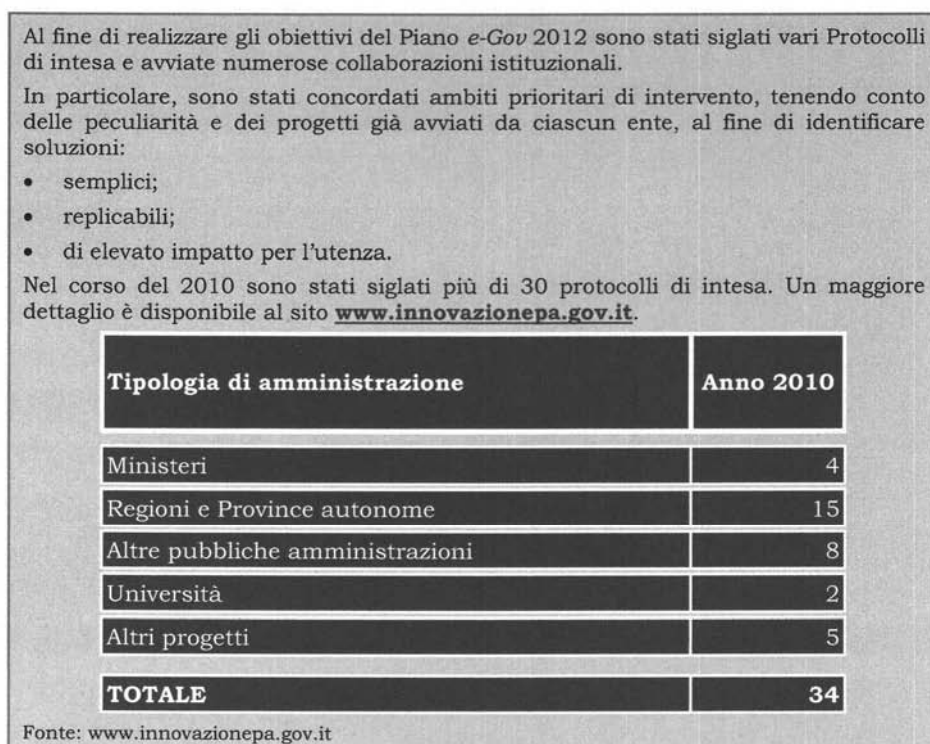 Al fine di realizzare gli obiettivi del Piano e-Gov 2012 sono stati siglati vari Protocolli
di intesa e avviate numerose collaborazioni istituzionali.
In particolare, sono stati concordati ambiti prioritari di intervento, tenendo conto
delle peculiarità e dei progetti già avviati da ciascun ente, al fine di identificare
soluzioni:
• semplici;
• replicabili;
• di elevato impatto per l'utenza.
Nel corso del 2010 sono stati siglati più di 30 protocolli di intesa. Un maggiore
dettaglio è disponibile al sito www.innovazionepa.gov.it.
Tipologia di amministrazione Anno 2010
Ministeri 4
Regioni e Province autonome 15
Altre pubbliche amministrazioni 8
Università 2
Altri progetti 5
TOTALE 34
Fonte: www.innovazionepa.gov.it